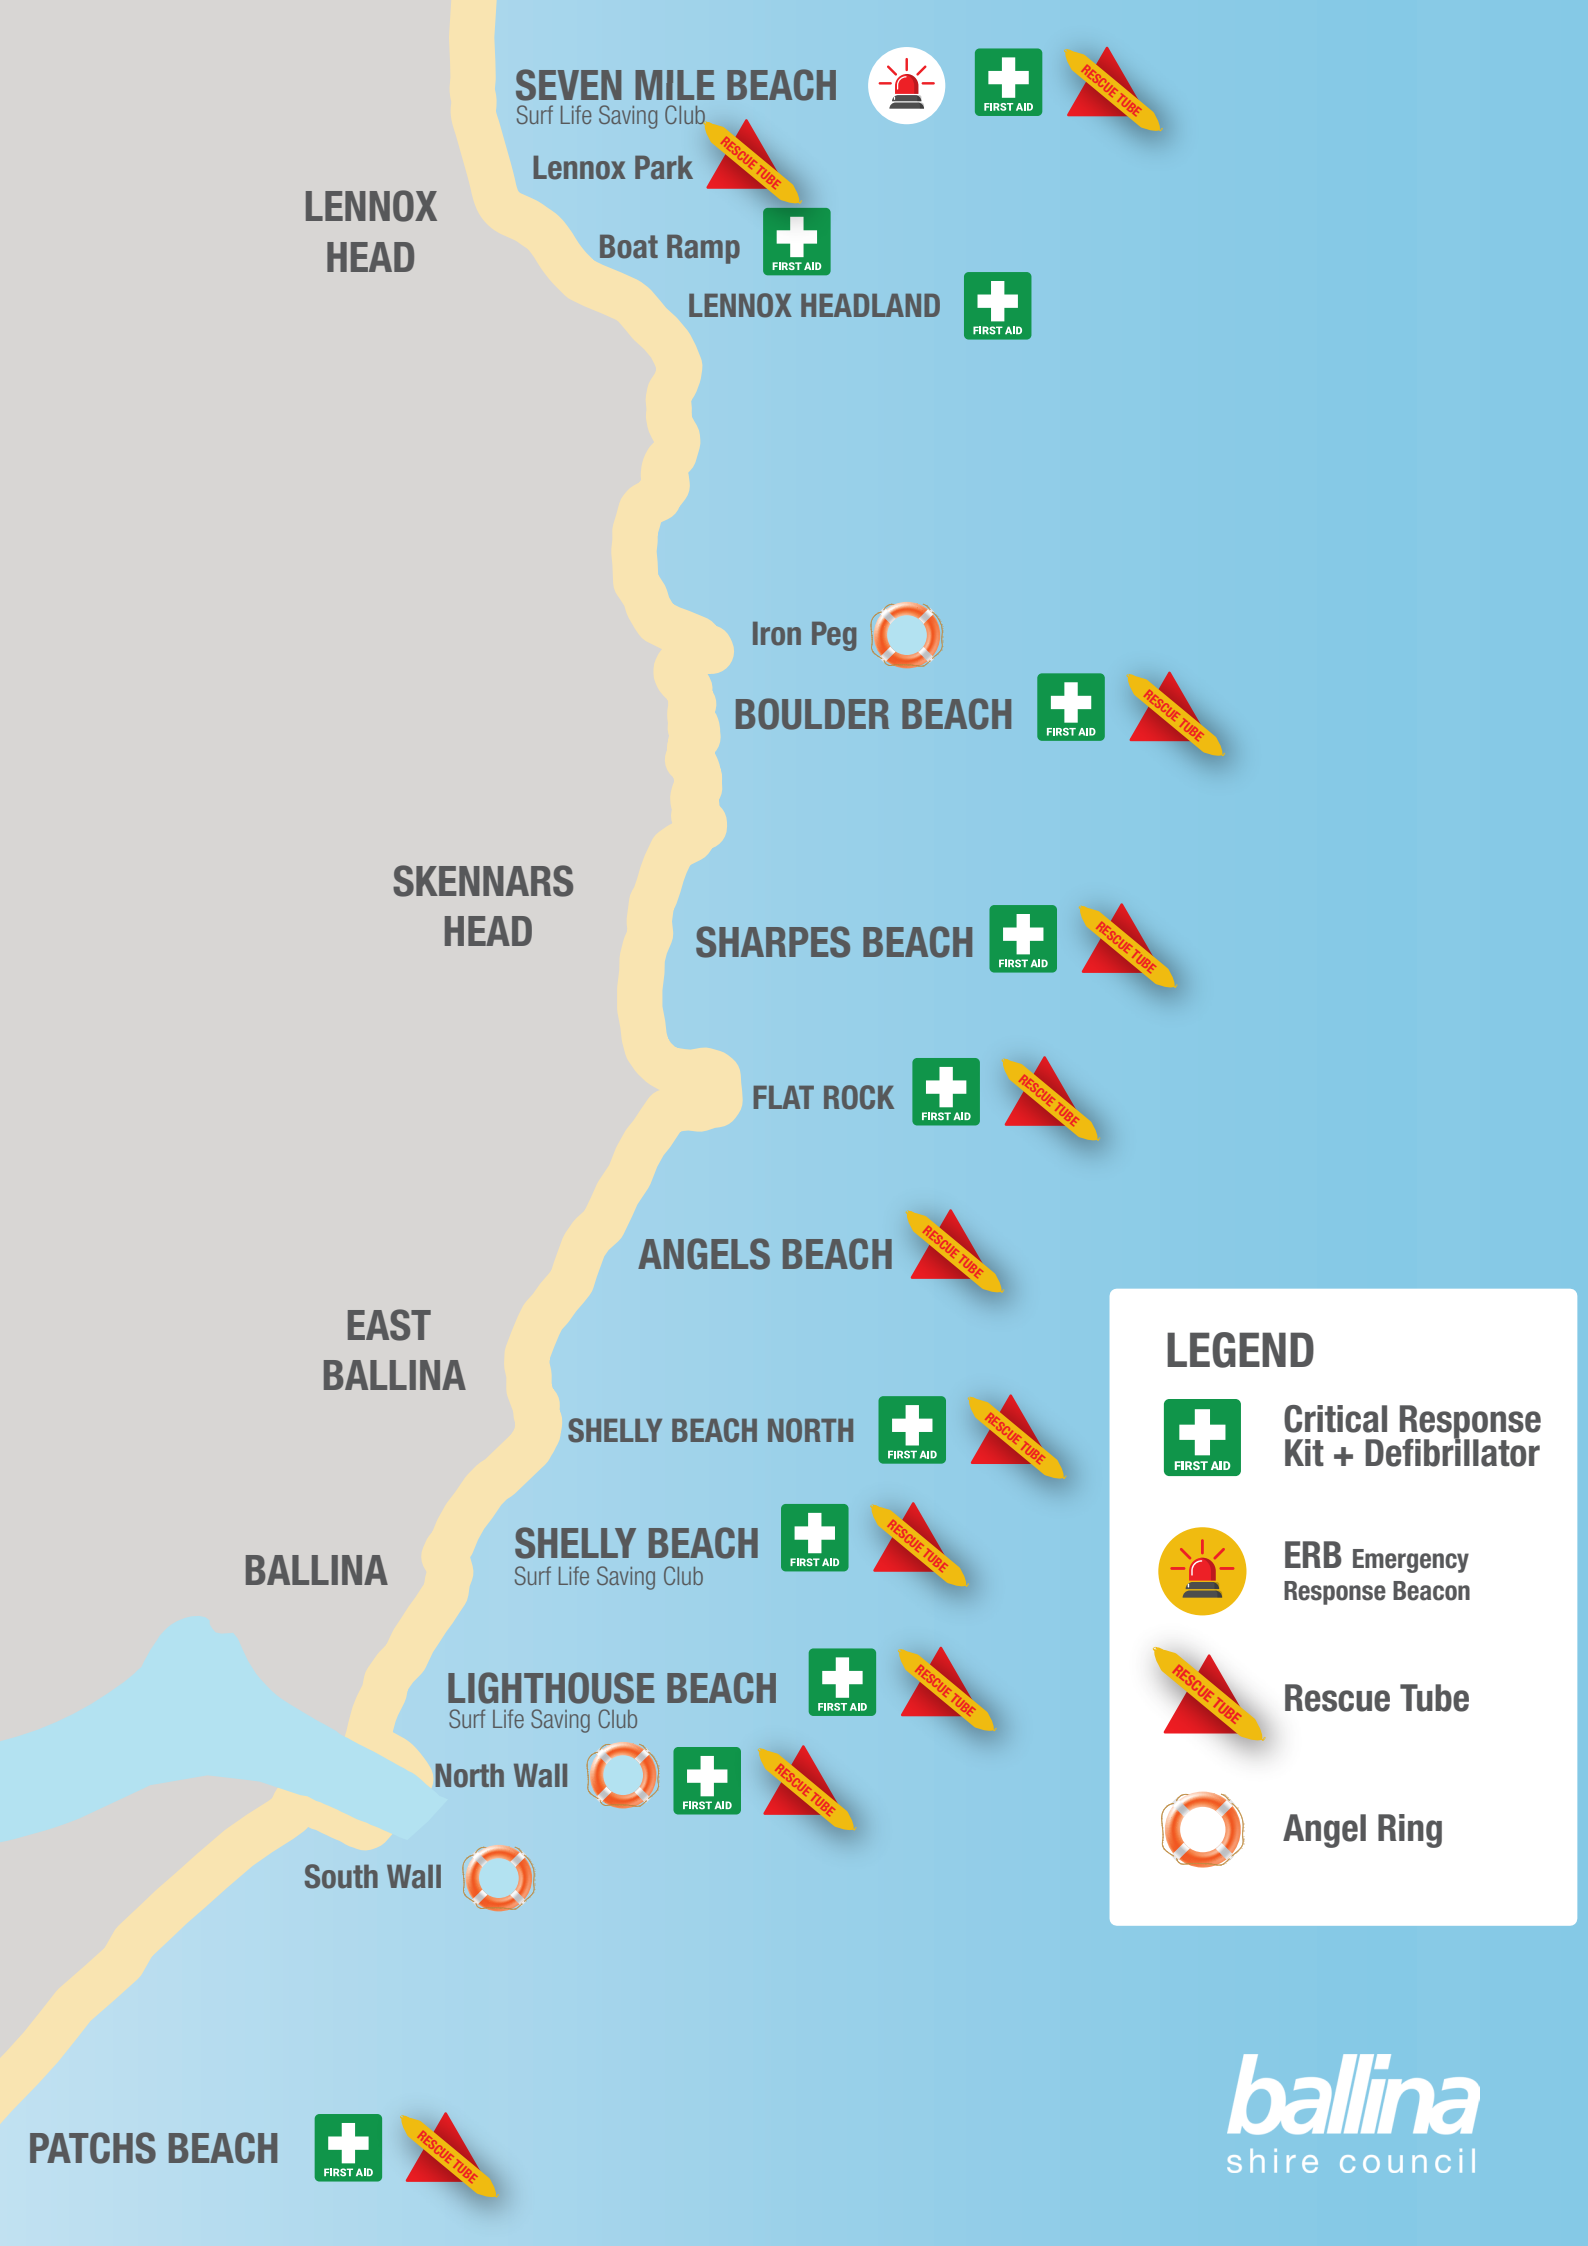 SEVEN MILE BEACH
Surf Life Saving Club
FIRST AID
RESCUE TUBE
Lennox Park
RESCUE TUBE
LENNOX
HEAD
Boat Ramp
FIRST AID
LENNOX HEADLAND
FIRST AID
Iron Peg
BOULDER BEACH
FIRST AID
RESCUE TUBE
SKENNARS
HEAD
SHARPES BEACH
FIRST AID
RESCUE TUBE
FLAT ROCK
FIRST AID
RESCUE TUBE
ANGELS BEACH
RESCUE TUBE
EAST
BALLINA
SHELLY BEACH NORTH
FIRST AID
RESCUE TUBE
BALLINA
SHELLY BEACH
Surf Life Saving Club
FIRST AID
RESCUE TUBE
LIGHTHOUSE BEACH
Surf Life Saving Club
FIRST AID
RESCUE TUBE
North Wall
FIRST AID
RESCUE TUBE
South Wall
PATCHS BEACH
FIRST AID
RESCUE TUBE
LEGEND
FIRST AID
Critical Response
Kit + Defibrillator
ERB Emergency
Response Beacon
RESCUE TUBE
Rescue Tube
Angel Ring
ballina
shire council